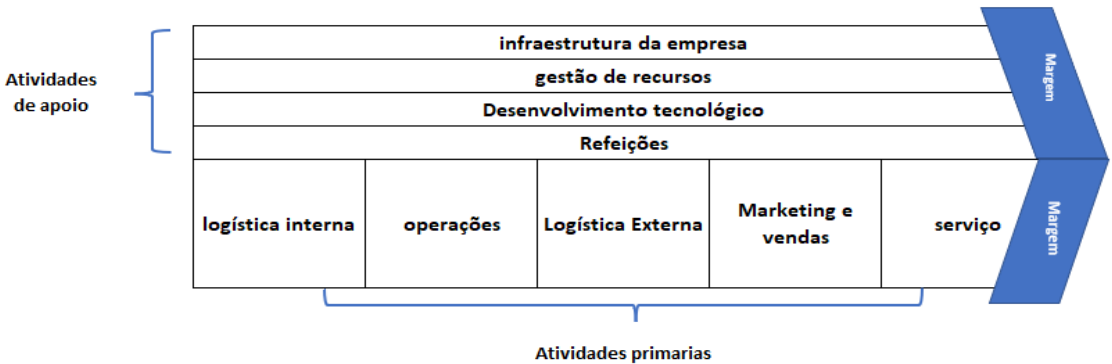 Atividades
de apoio
infraestrutura da empresa
gestão de recursos
Desenvolvimento tecnológico
Refeições
Margem
logística interna
operações
Logística Externa
Marketing e
vendas
serviço
Margem
Atividades primarias